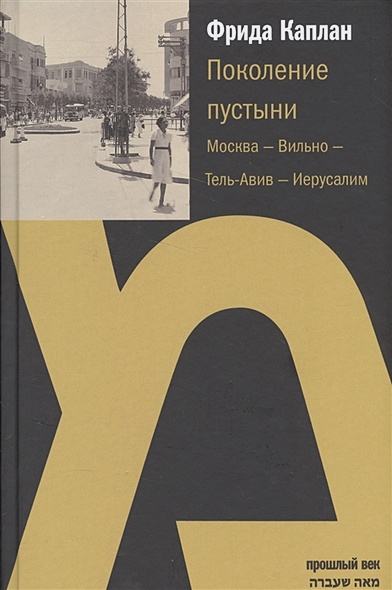 Фрида Каплан
Поколение
пустыни
Москва – Вильно –
Тель-Авив – Иерусалим
прошлый век
מאה שעברה